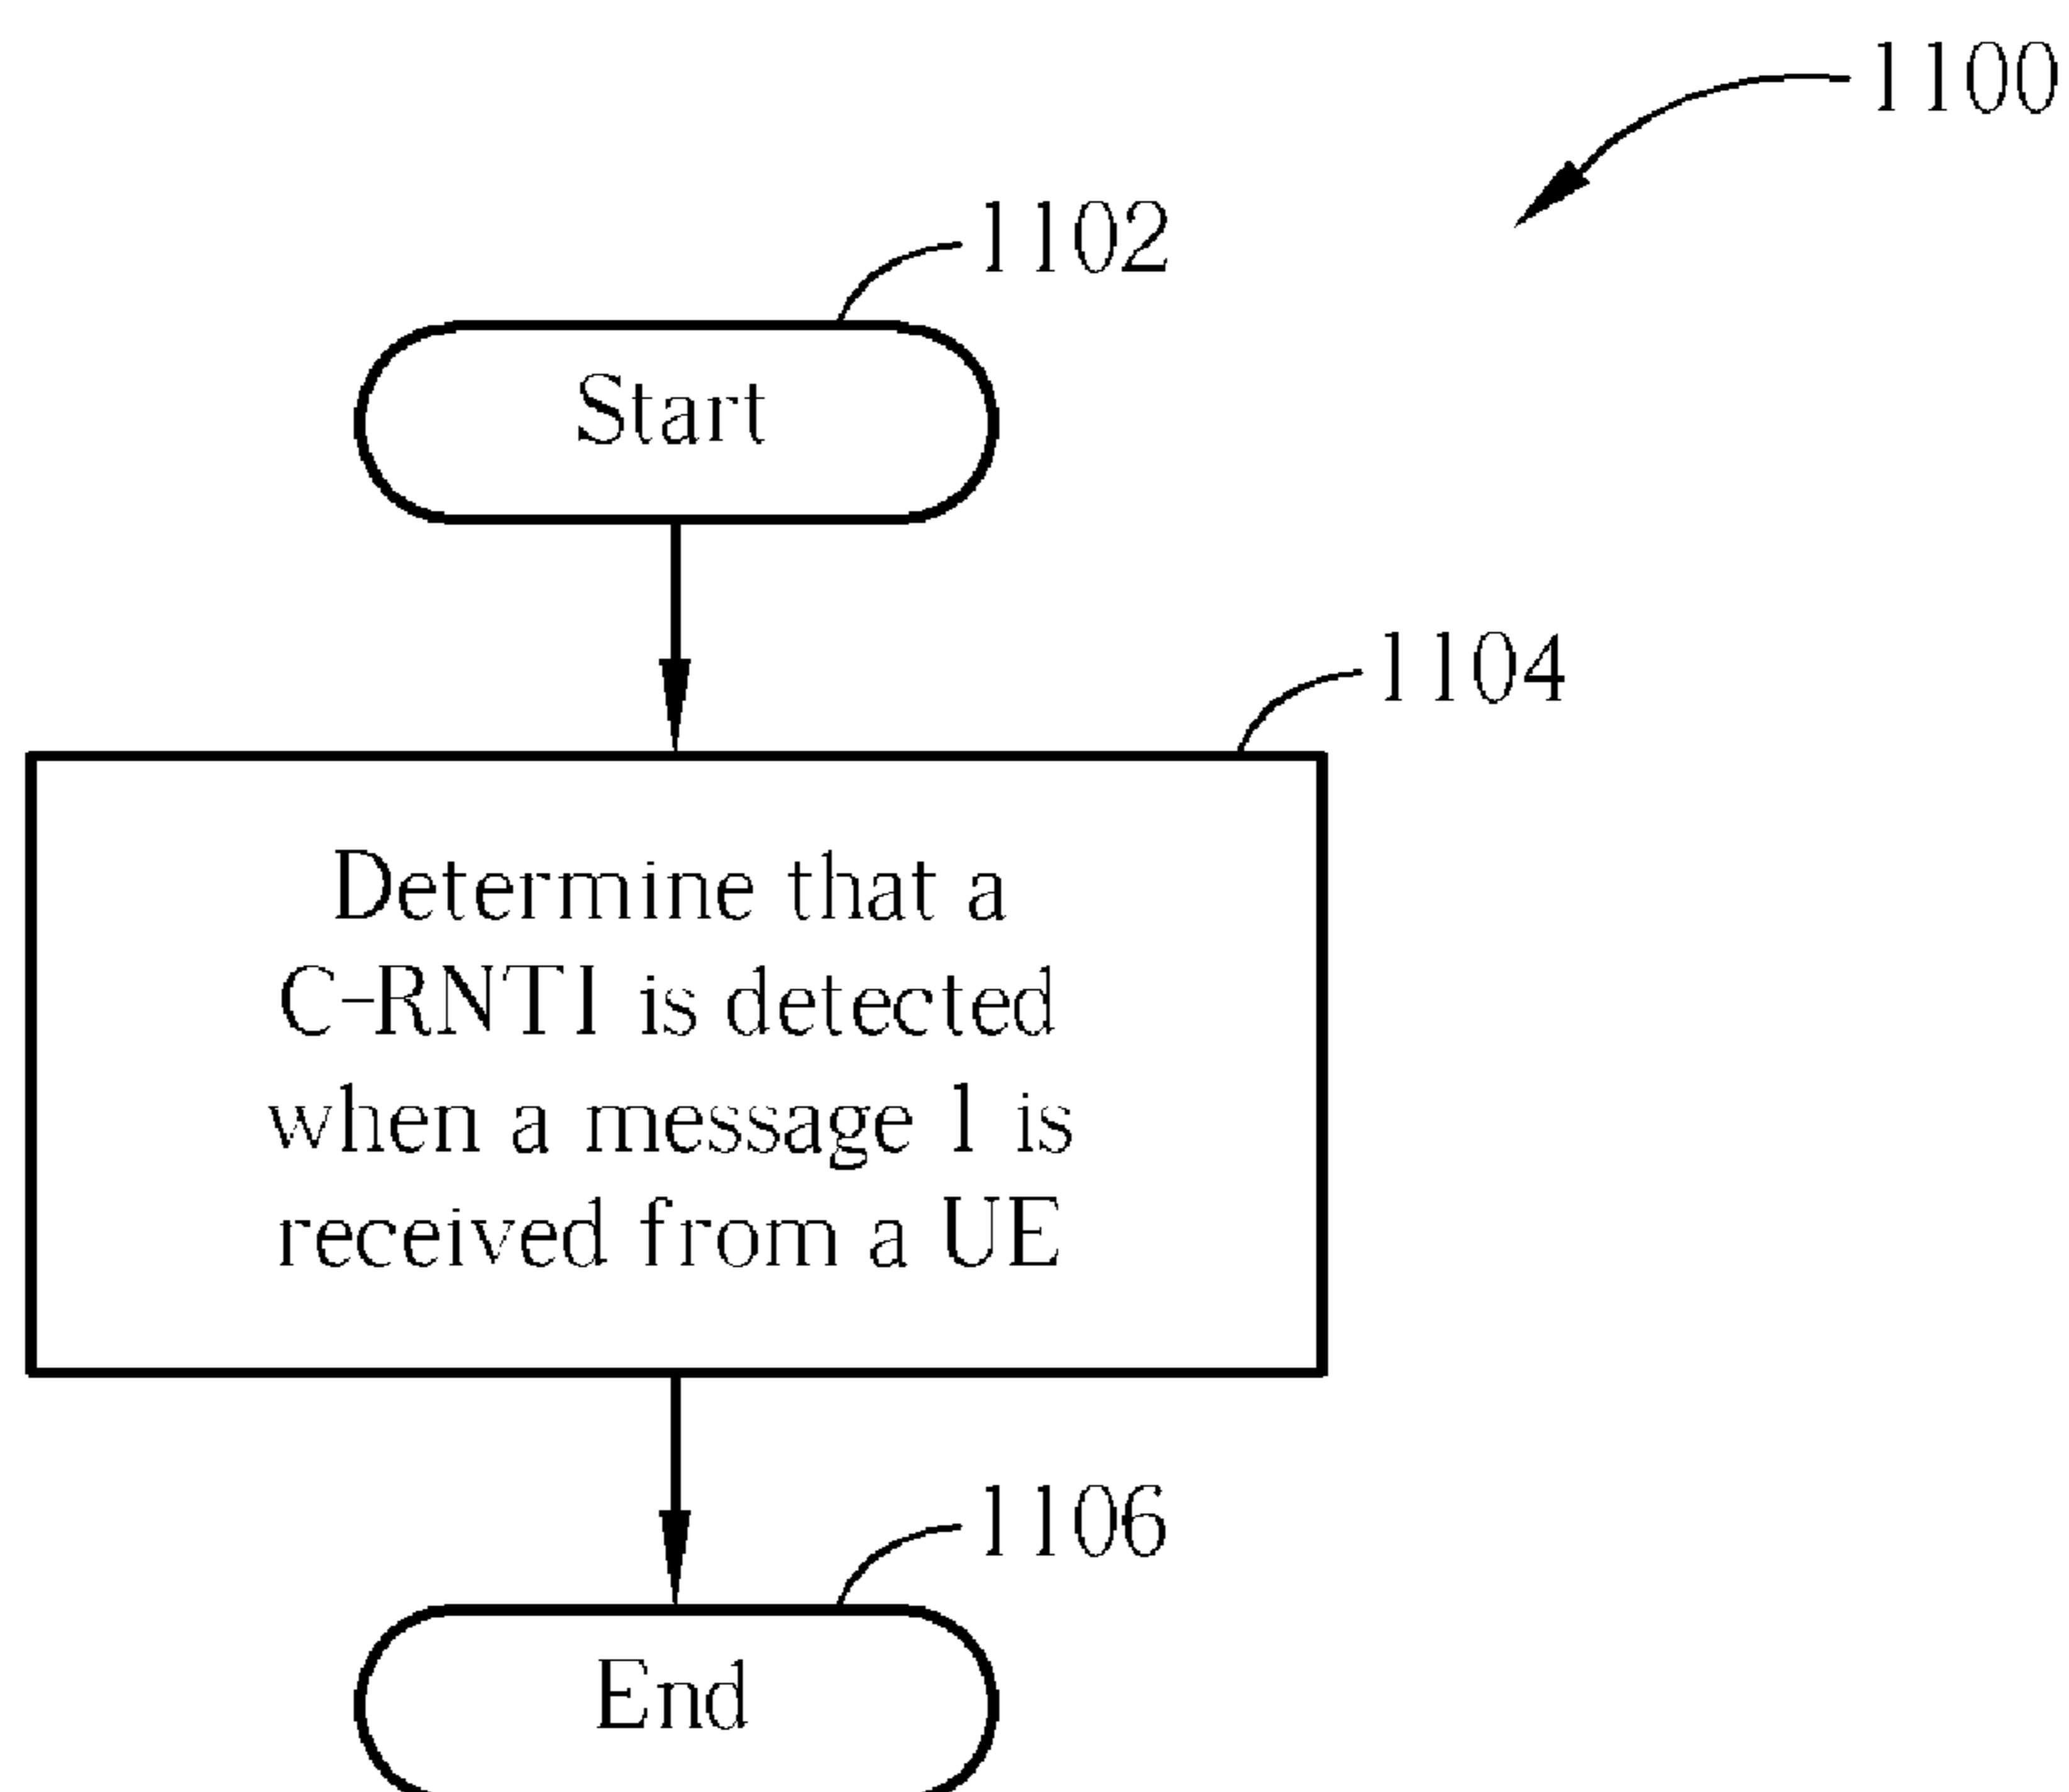 1100
1102
Start
1104
Determine that a
C-RNTI is detected
when a message 1 is
received from a UE
1106
End